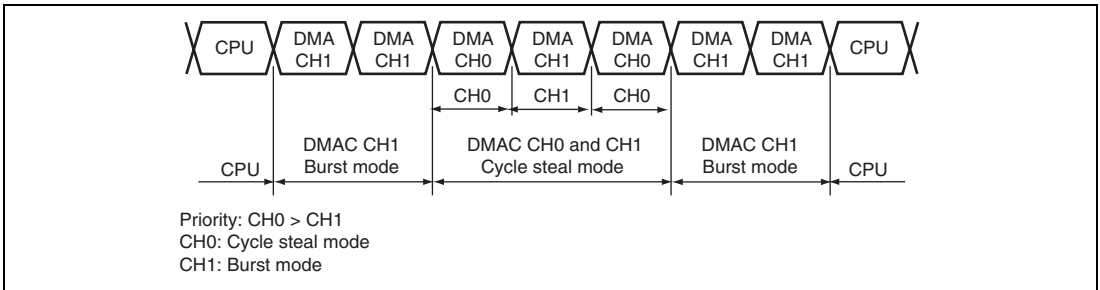 CPU DMA CH1 DMA CH1 DMA CH0 DMA CH1 DMA CH0 DMA CH1 DMA CH1 CPU
CH0 CH1 CH0
CPU DMAC CH1 Burst mode DMAC CH0 and CH1 Cycle steal mode DMAC CH1 Burst mode CPU
Priority: CH0 > CH1
CH0: Cycle steal mode
CH1: Burst mode